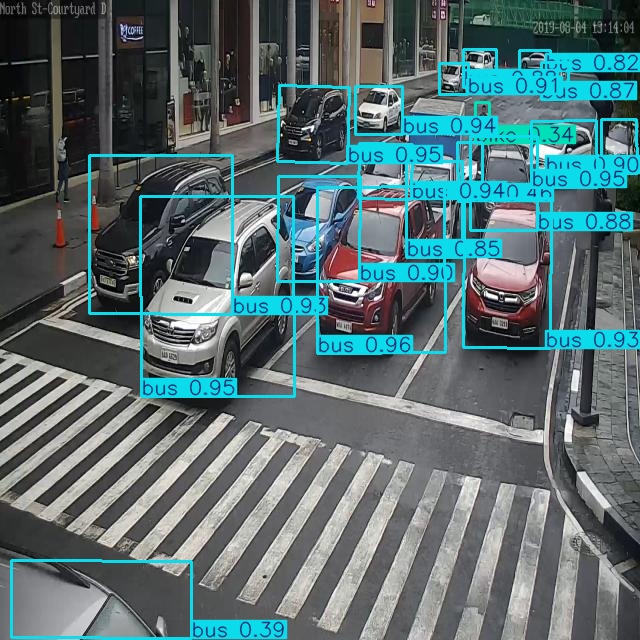 North St-Courtyard D
2019-08-04 13:14:04
COFFEE
bus 0.82
bus 0.91
bus 0.87
bus 0.94
0.34
bus 0.95
bus 0.90
bus 0.95
bus 0.94
0.46
bus 0.88
bus 0.85
bus 0.90
bus 0.93
bus 0.96
bus 0.93
bus 0.95
bus 0.39